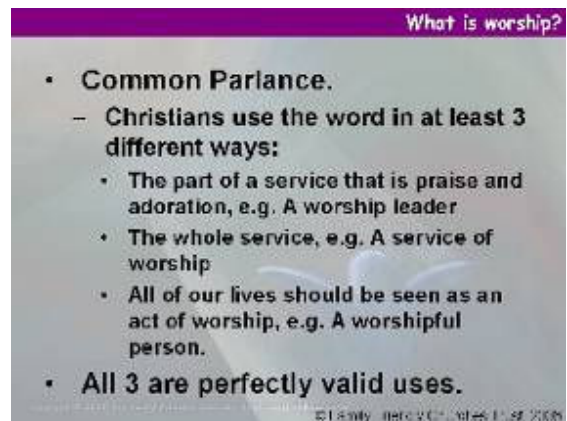 What is worship?
• Common Parlance.
– Christians use the word in at least 3
different ways:
• The part of a service that is praise and
adoration, e.g. A worship leader
• The whole service, e.g. A service of
worship
• All of our lives should be seen as an
act of worship, e.g. A worshipful
person.
• All 3 are perfectly valid uses.